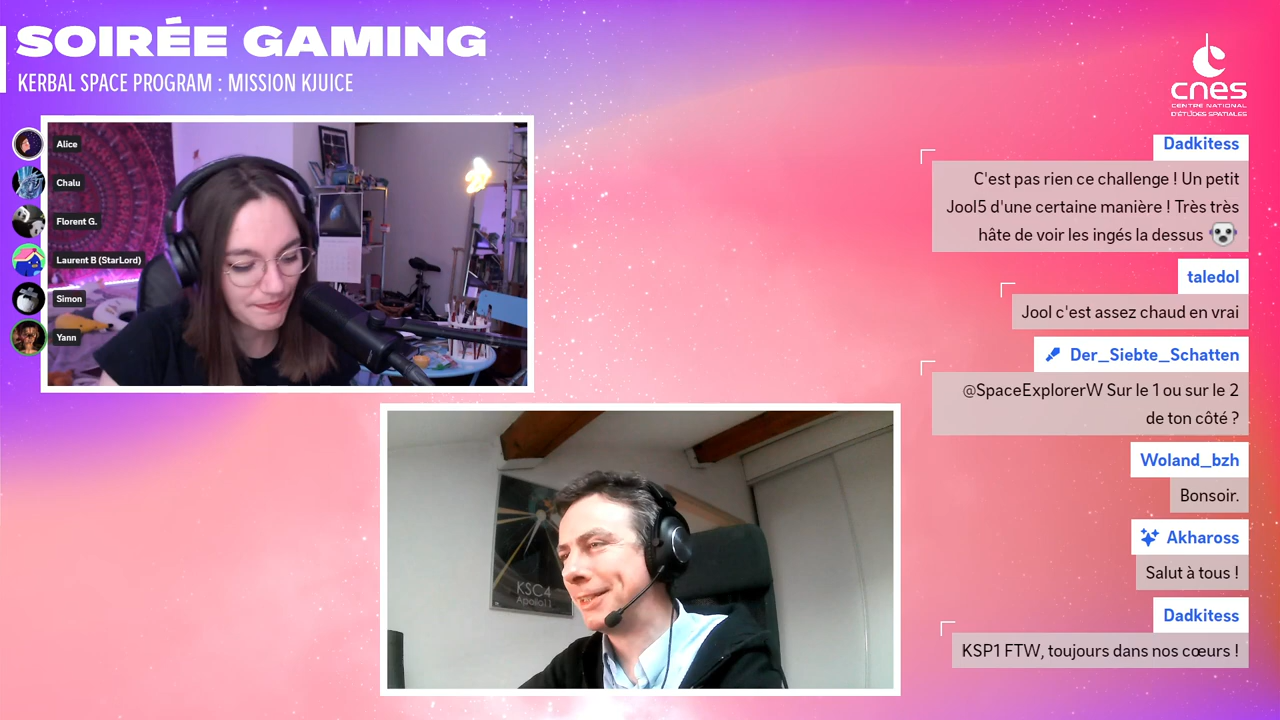 SOIRÉE GAMING
KERBAL SPACE PROGRAM : MISSION KJUICE
cnes
CENTRE NATIONAL
D'ÉTUDES SPATIALES
Alice
Chalu
Florent G.
Laurent B (StarLord)
Simon
Yann
KSC4
Apollo11
Dadkitess
C'est pas rien ce challenge ! Un petit
Jool5 d'une certaine manière ! Très très
hâte de voir les ingés la dessus
taledol
Jool c'est assez chaud en vrai
Der_Siebte_Schatten
@SpaceExplorerW Sur le 1 ou sur le 2
de ton côté ?
Woland_bzh
Bonsoir.
Akhaross
Salut à tous !
Dadkitess
KSP1 FTW, toujours dans nos cœurs !